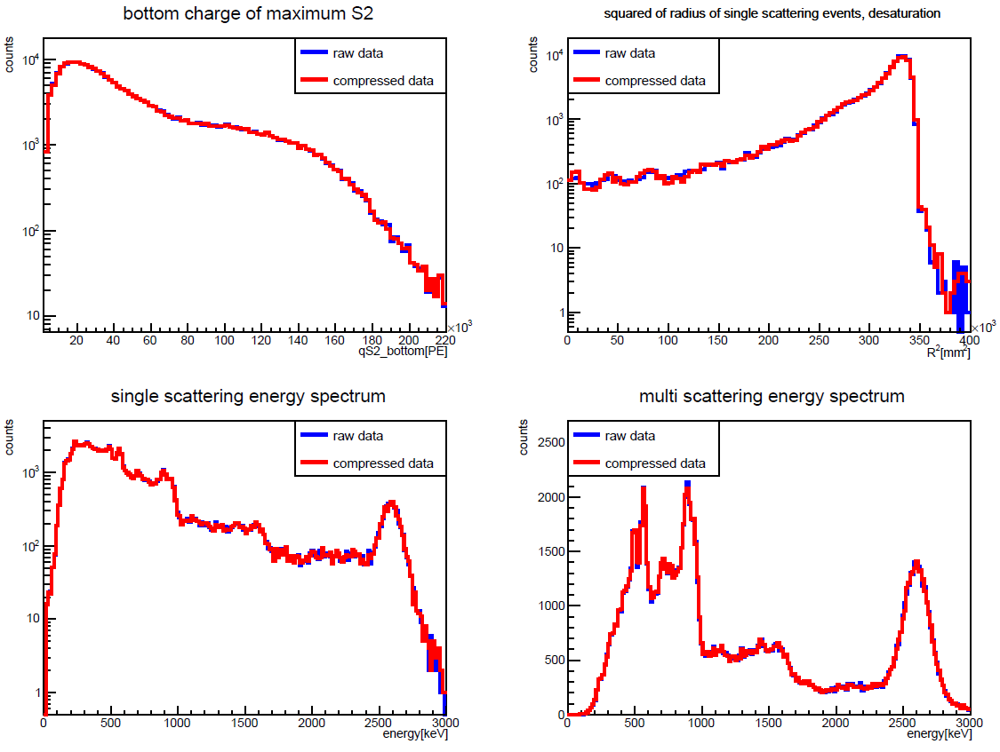 bottom charge of maximum S2
counts
raw data
compressed data
10⁴
10³
10²
10
20 40 60 80 100 120 140 160 180 200 220
×10³
qS2_bottom[PE]
squared of radius of single scattering events, desaturation
counts
raw data
compressed data
10⁴
10³
10²
10
1
0 50 100 150 200 250 300 350 400
×10³
R²[mm²]
single scattering energy spectrum
counts
raw data
compressed data
10³
10²
10
1
0 500 1000 1500 2000 2500 3000
energy[keV]
multi scattering energy spectrum
counts
raw data
compressed data
2500
2000
1500
1000
500
0
0 500 1000 1500 2000 2500 3000
energy[keV]